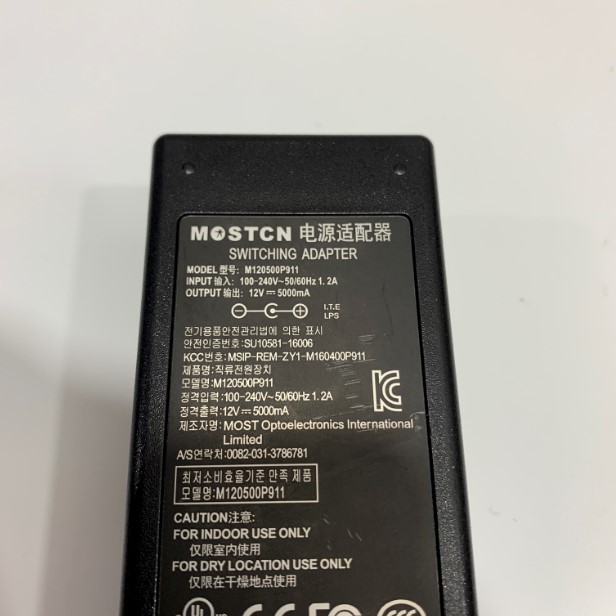 MOSTCN 电源适配器
SWITCHING ADAPTER
MODEL 型号: M120500P911
INPUT 输入: 100-240V~50/60Hz 1.2A
OUTPUT 输出: 12V⎓5000mA
I.T.E
LPS
전기용품안전관리법에 의한 표시
안전인증번호:SU10581-16006
KCC번호:MSIP-REM-ZY1-M160400P911
제품명:직류전원장치
모델명:M120500P911
정격입력:100-240V~50/60Hz 1.2A
정격출력:12V⎓5000mA
제조자명:MOST Optoelectronics International
Limited
A/S연락처:0082-031-3786781
최저소비효율기준 만족 제품
모델명:M120500P911
CAUTION注意:
FOR INDOOR USE ONLY
仅限室内使用
FOR DRY LOCATION USE ONLY
仅限在干燥地点使用